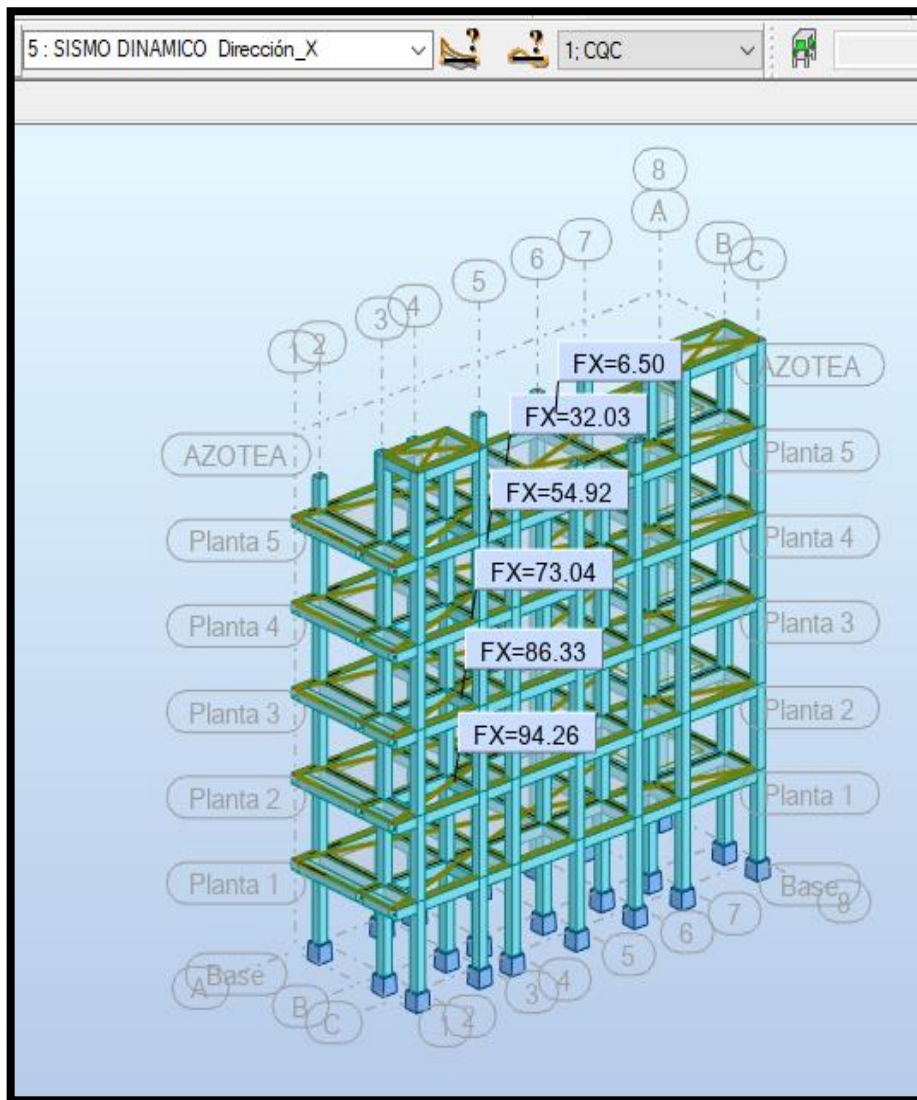 5 : SISMO DINAMICO Dirección_X
1; CQC
8
A
7
B
6
C
5
4
3
2
1
FX=6.50
AZOTEA
FX=32.03
AZOTEA
Planta 5
FX=54.92
Planta 5
Planta 4
FX=73.04
Planta 4
Planta 3
FX=86.33
Planta 3
Planta 2
FX=94.26
Planta 2
Planta 1
Planta 1
Base
8
7
6
5
Base
A
4
3
B
2
C
1